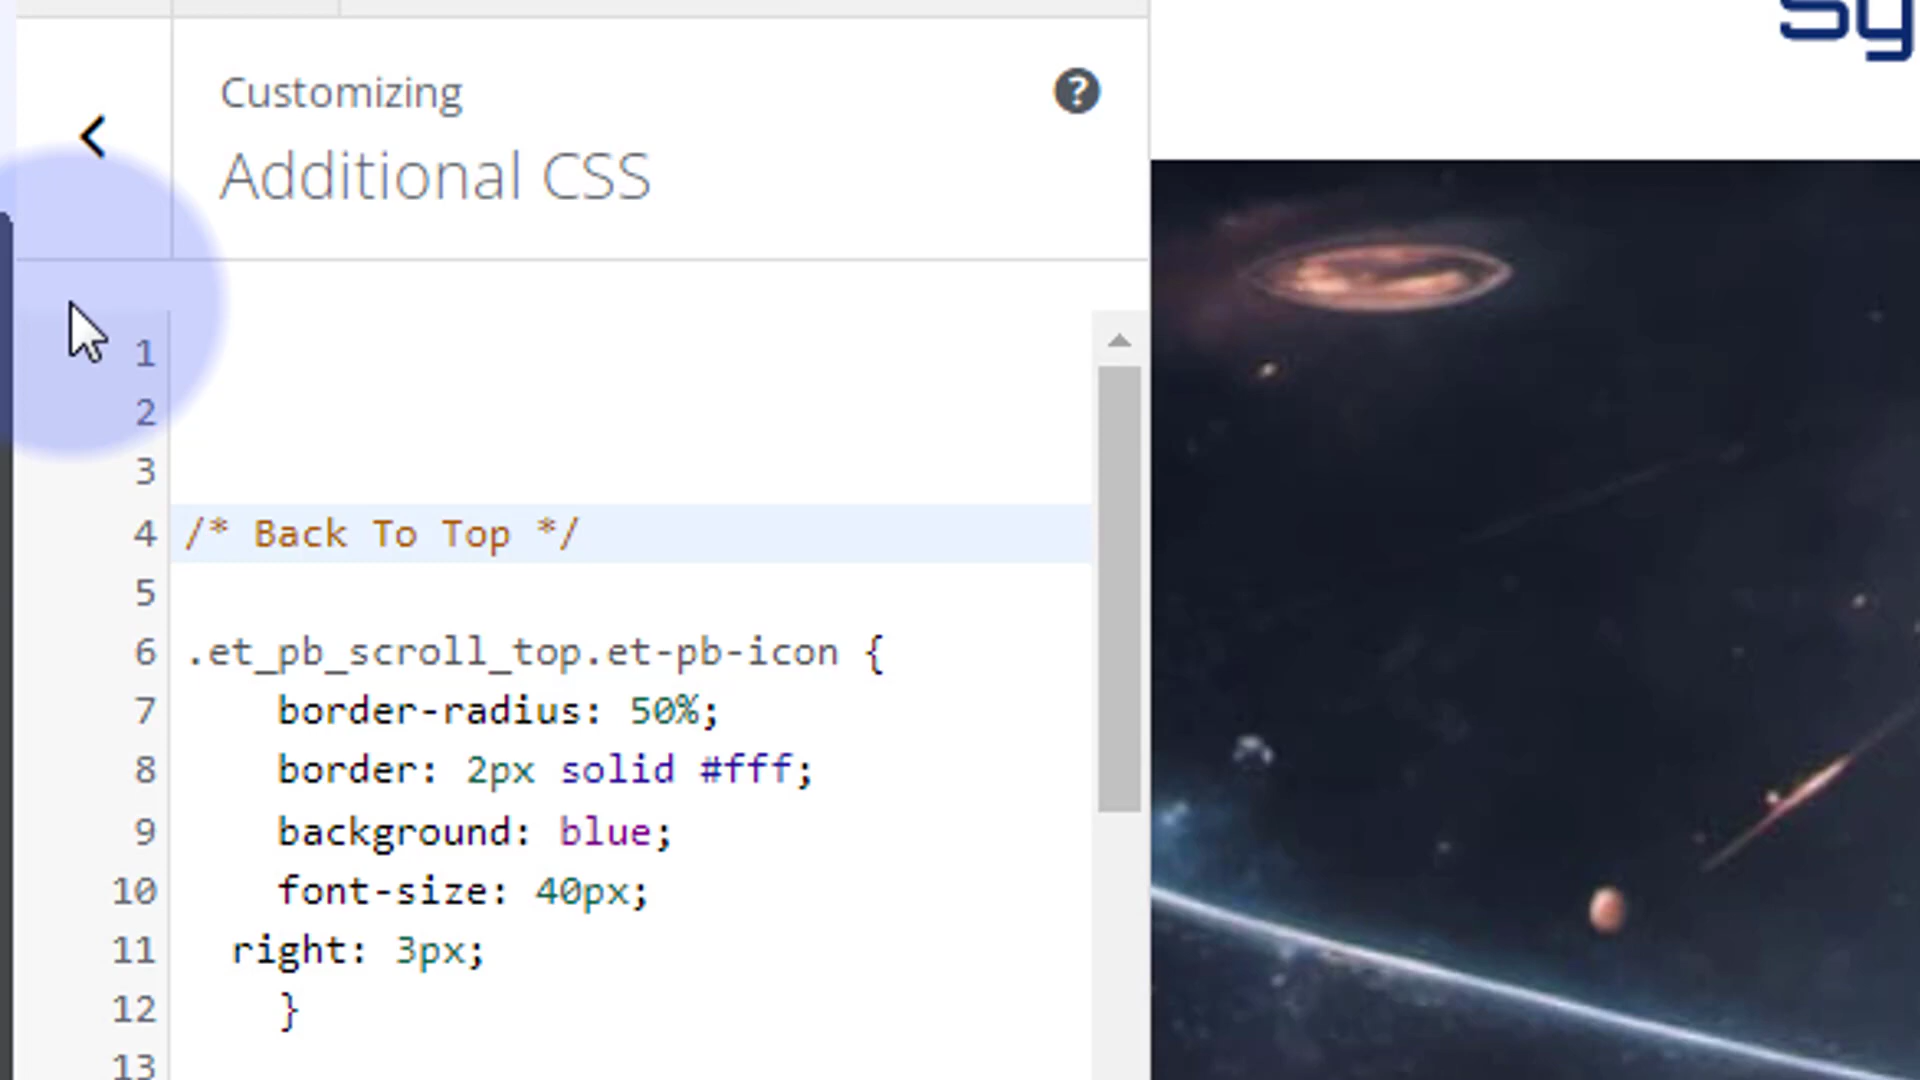 Sy
Customizing
?
Additional CSS
1
2
3
4 /* Back To Top */
5
6 .et_pb_scroll_top.et-pb-icon {
7 border-radius: 50%;
8 border: 2px solid #fff;
9 background: blue;
10 font-size: 40px;
11 right: 3px;
12 }
13